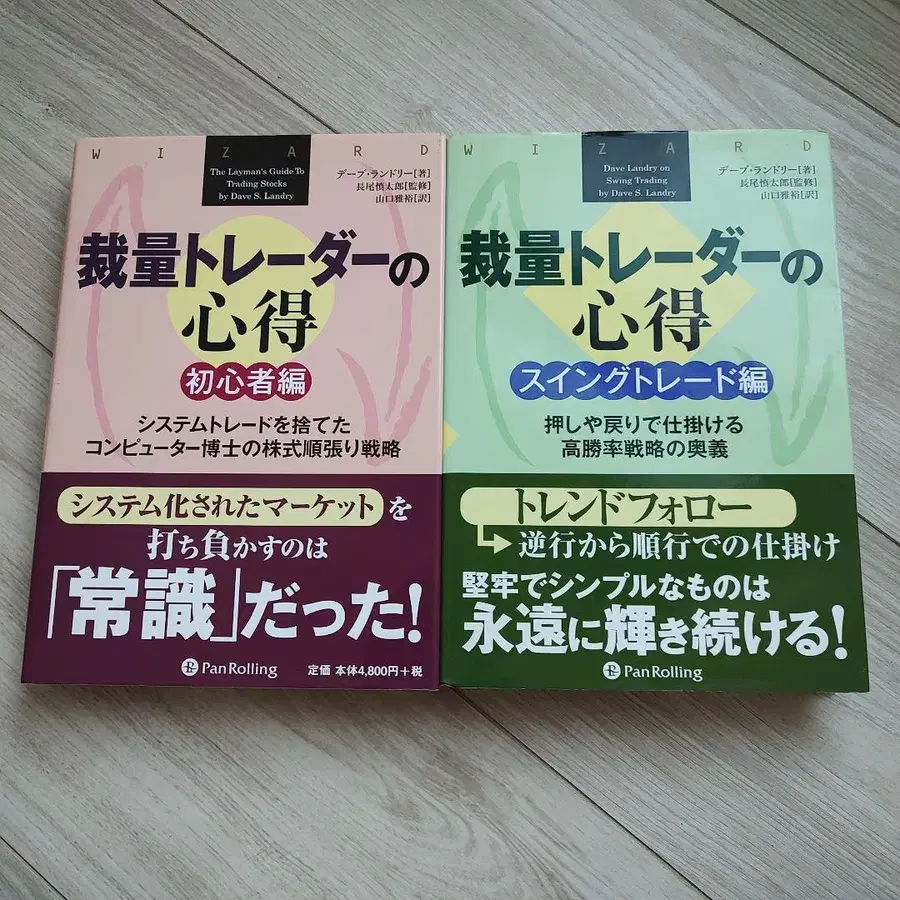 WIZARD
The Layman's Guide To
Trading Stocks
by Dave S. Landry
デーブ・ランドリー[著]
長尾慎太郎[監修]
山口雅裕[訳]
裁量トレーダーの
心得
初心者編
システムトレードを捨てた
コンピューター博士の株式順張り戦略
システム化されたマーケットを
打ち負かすのは
「常識」だった!
PanRolling
定価 本体4,800円+税
WIZARD
Dave Landry on
Swing Trading
by Dave S. Landry
デーブ・ランドリー[著]
長尾慎太郎[監修]
山口雅裕[訳]
裁量トレーダーの
心得
スイングトレード編
押しや戻りで仕掛ける
高勝率戦略の奥義
トレンドフォロー
逆行から順行での仕掛け
堅牢でシンプルなものは
永遠に輝き続ける!
PanRolling